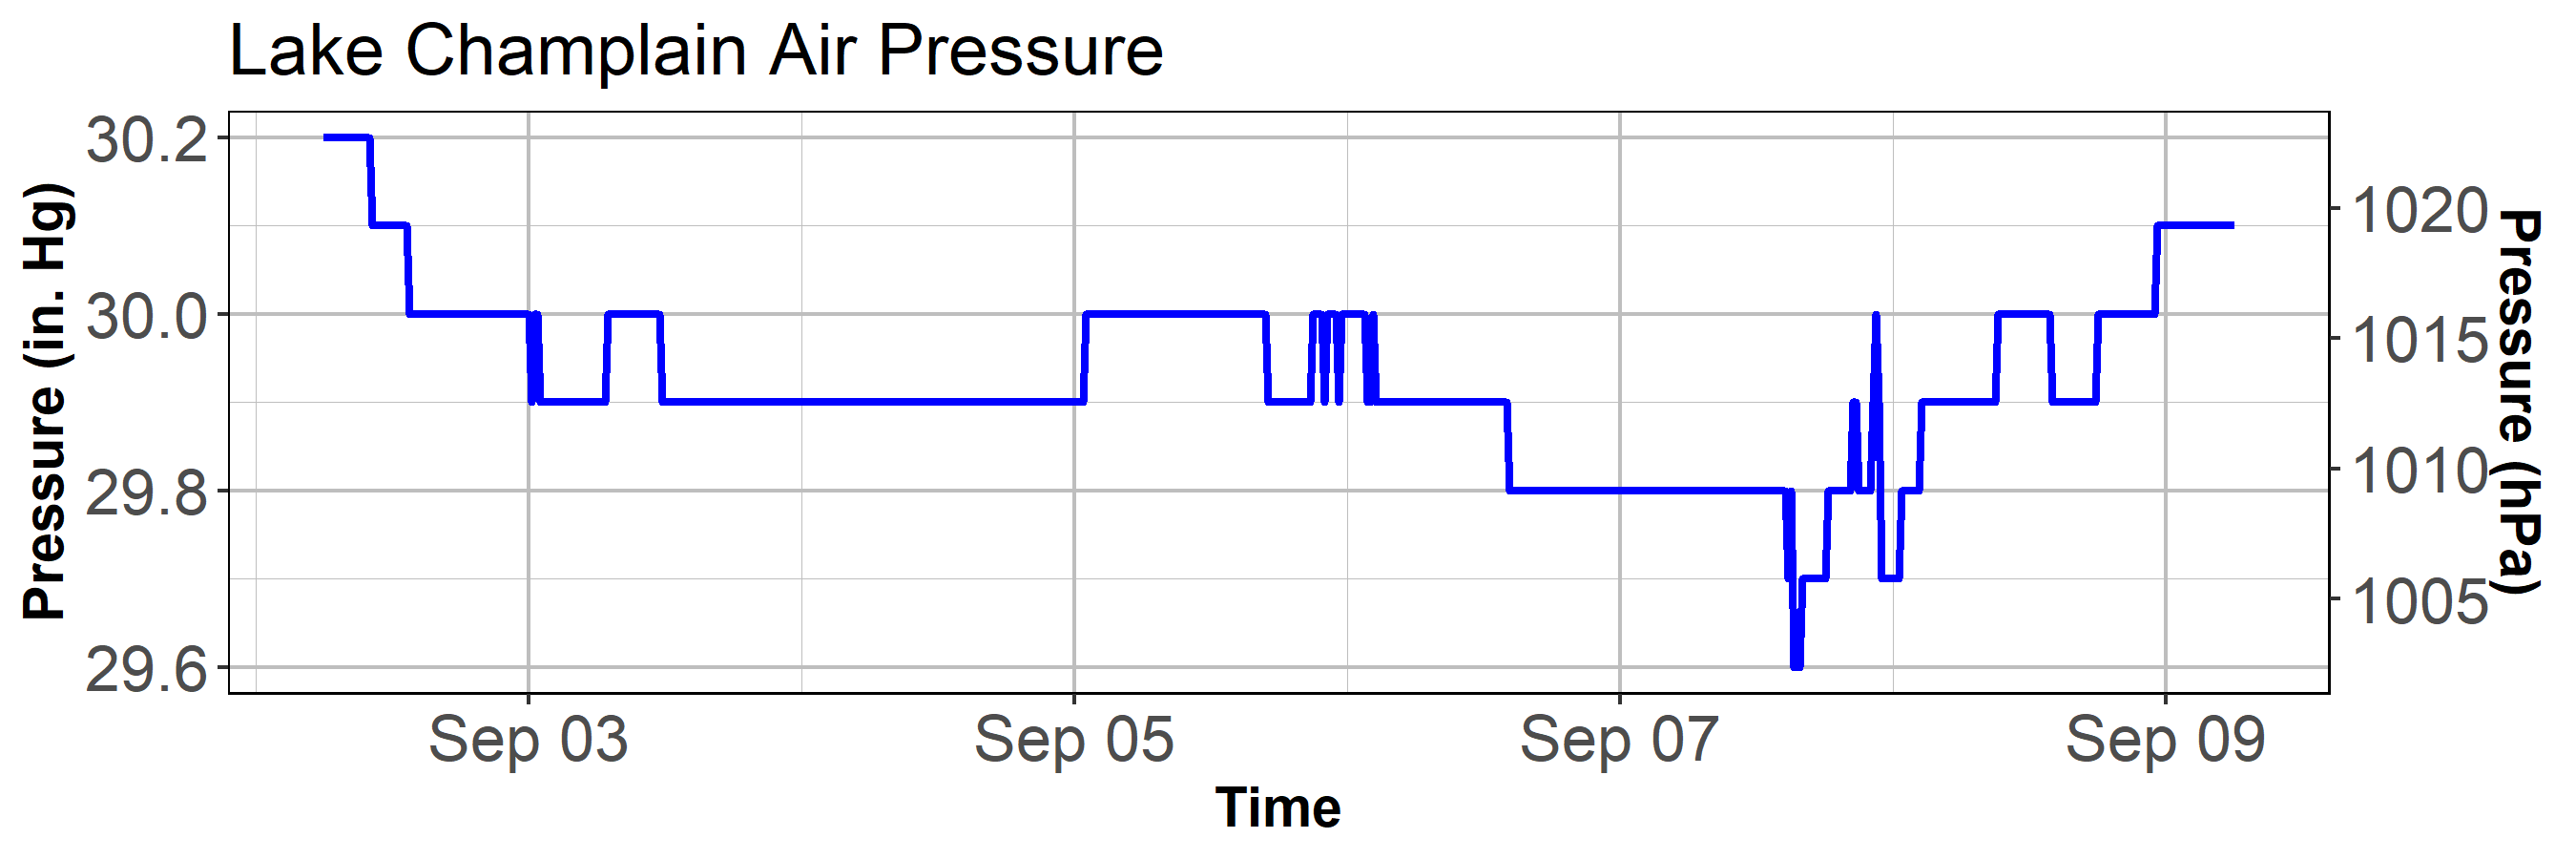 Lake Champlain Air Pressure
Pressure (in. Hg)
30.2
30.0
29.8
29.6
1020
1015
1010
1005
Pressure (hPa)
Sep 03
Sep 05
Sep 07
Sep 09
Time